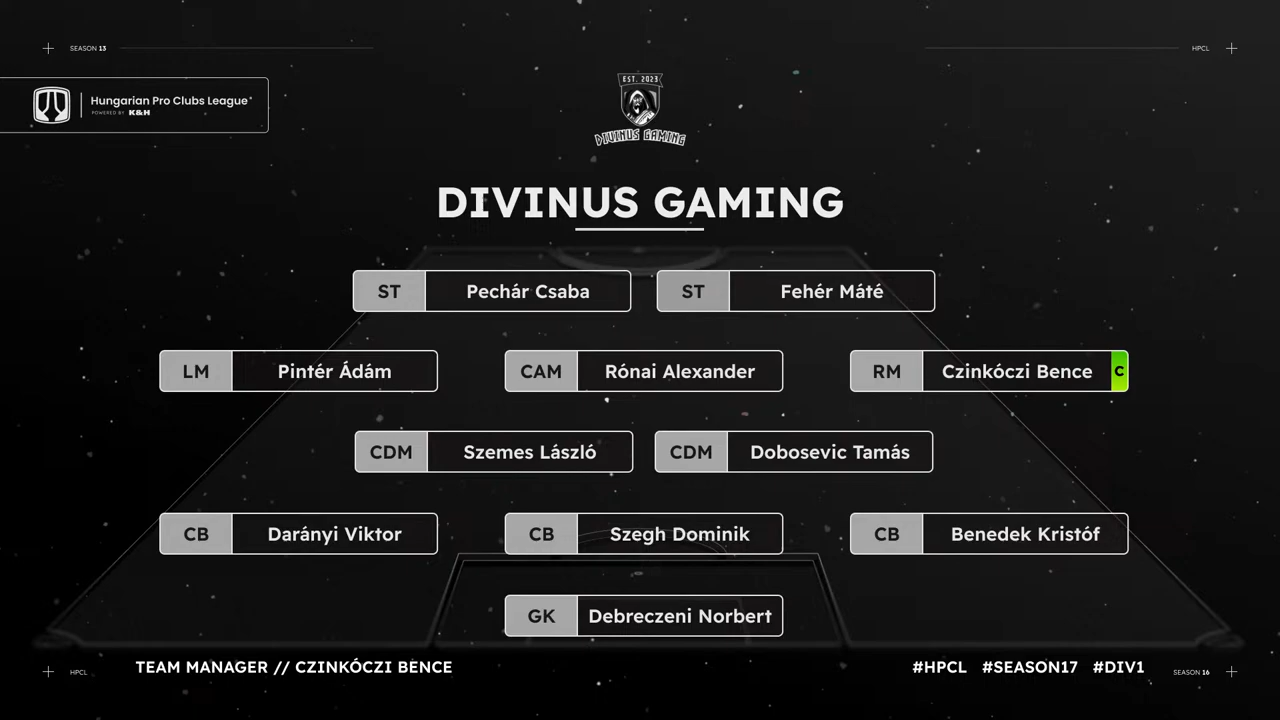 SEASON 13
HPCL
Hungarian Pro Clubs League
POWERED BY K&H
EST. 2023
DIVINUS GAMING
DIVINUS GAMING
ST Pechár Csaba
ST Fehér Máté
LM Pintér Ádám
CAM Rónai Alexander
RM Czinkóczi Bence C
CDM Szemes László
CDM Dobosevic Tamás
CB Darányi Viktor
CB Szegh Dominik
CB Benedek Kristóf
GK Debreczeni Norbert
HPCL
TEAM MANAGER // CZINKÓCZI BENCE
#HPCL #SEASON17 #DIV1
SEASON 16